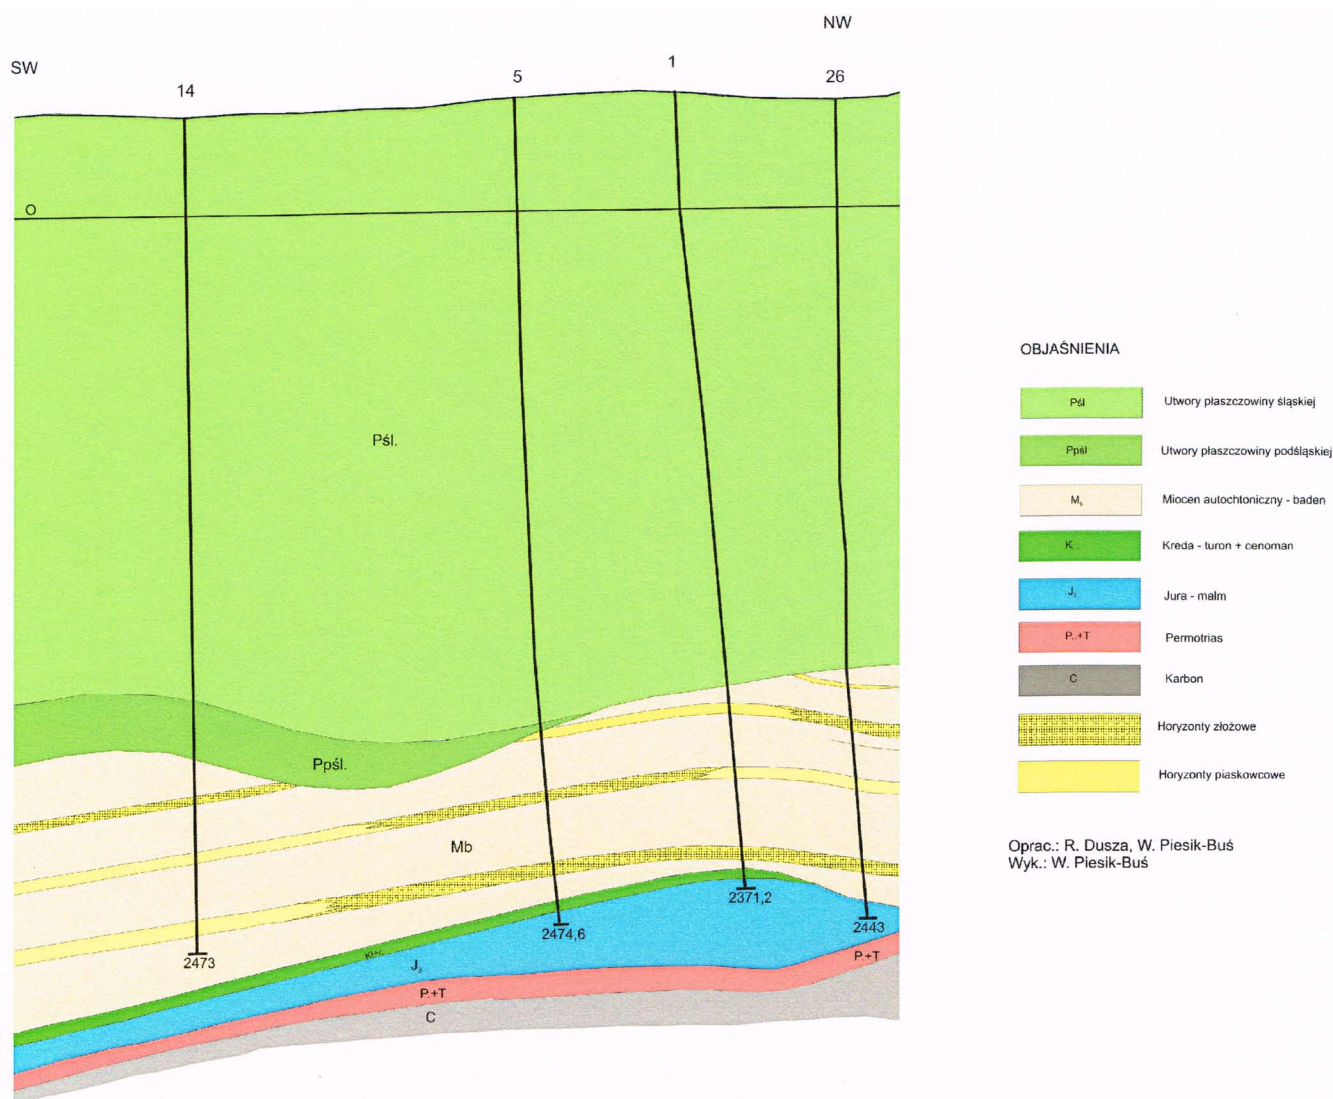 NW
SW
14
5
1
26
O
Pśl.
Ppśl.
Mb
2473
2474,6
2371,2
2443
J₃
P.+T
P.+T
C
OBJAŚNIENIA
Pśl Utwory płaszczowiny śląskiej
Ppśl Utwory płaszczowiny podśląskiej
M Miocen autochtoniczny - baden
K Kreda - turon + cenoman
J₃ Jura - malm
P..+T Permotrias
C Karbon
Horyzonty złożowe
Horyzonty piaskowcowe
Oprac.: R. Dusza, W. Piesik-Buś
Wyk.: W. Piesik-Buś